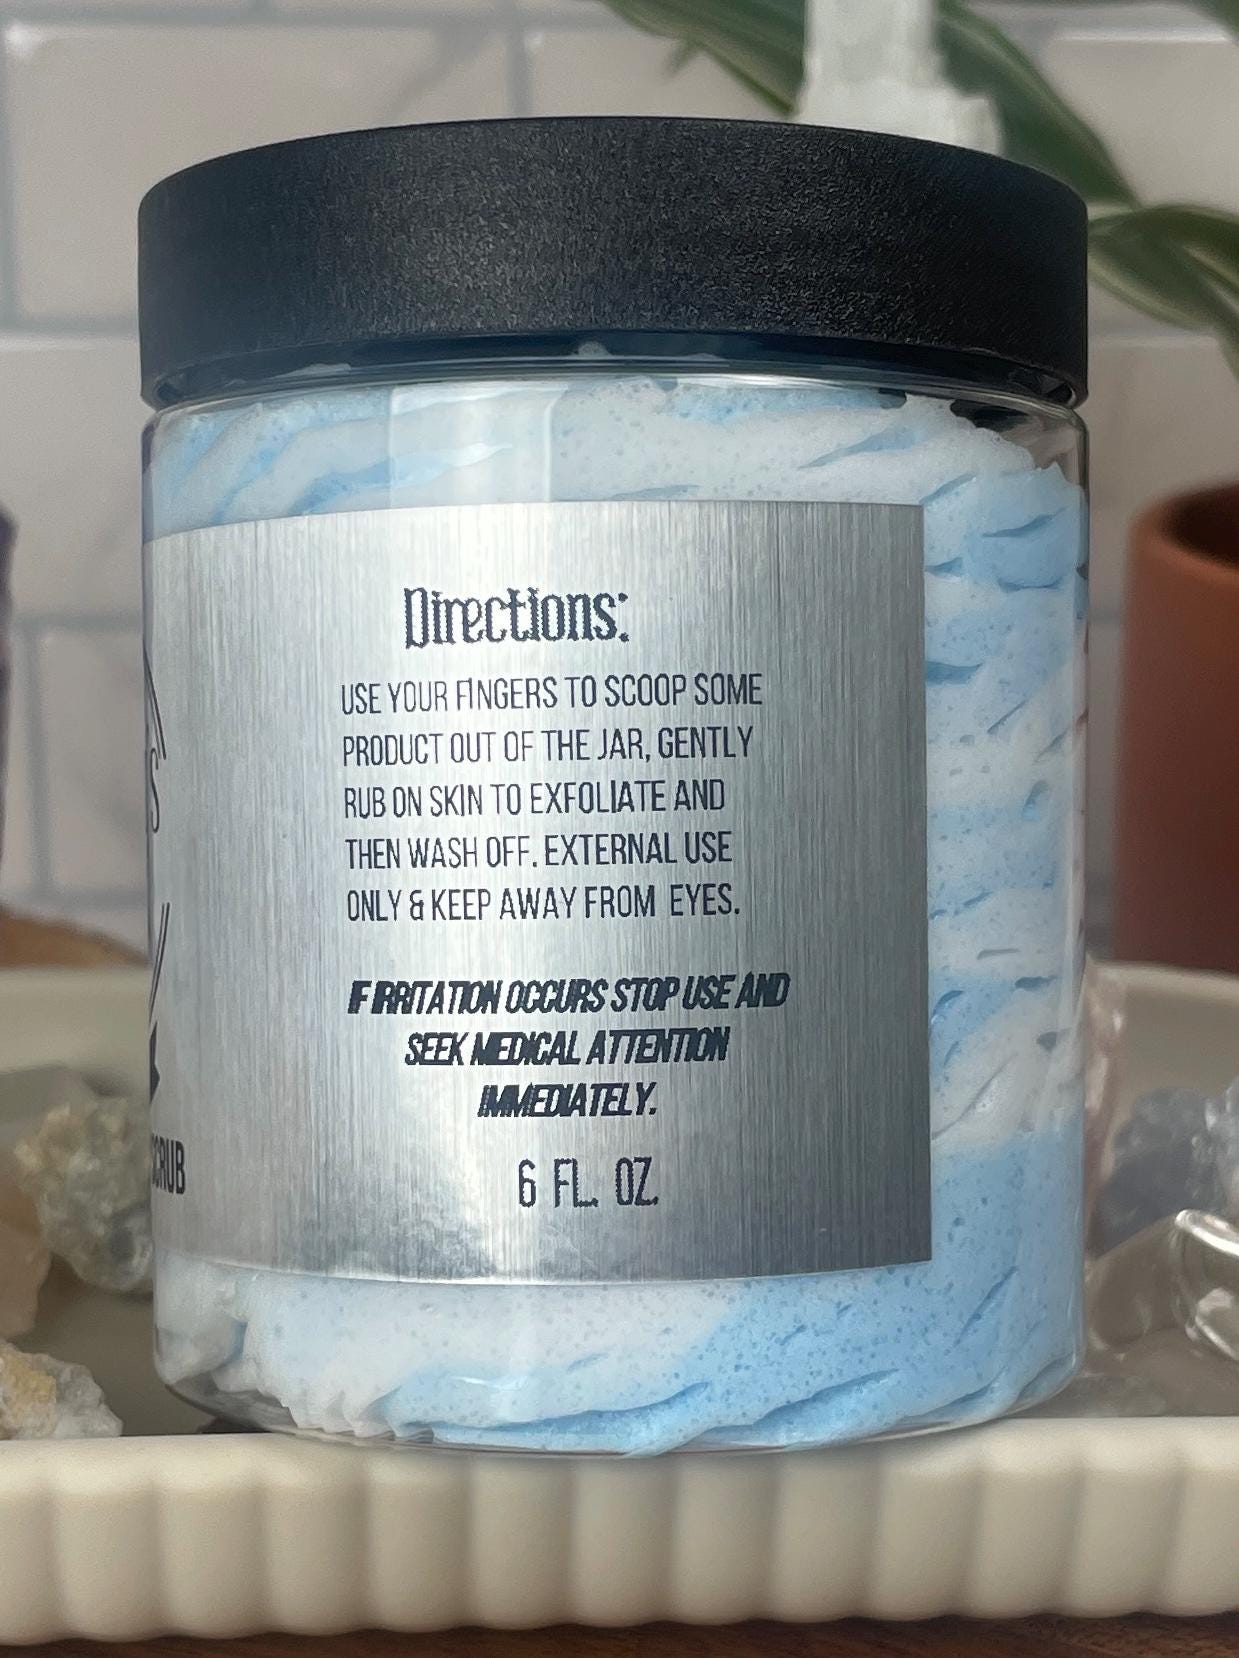 Directions:
USE YOUR FINGERS TO SCOOP SOME
PRODUCT OUT OF THE JAR, GENTLY
RUB ON SKIN TO EXFOLIATE AND
THEN WASH OFF. EXTERNAL USE
ONLY & KEEP AWAY FROM EYES.
IF IRRITATION OCCURS STOP USE AND
SEEK MEDICAL ATTENTION
IMMEDIATELY.
6 FL. OZ.
SCRUB